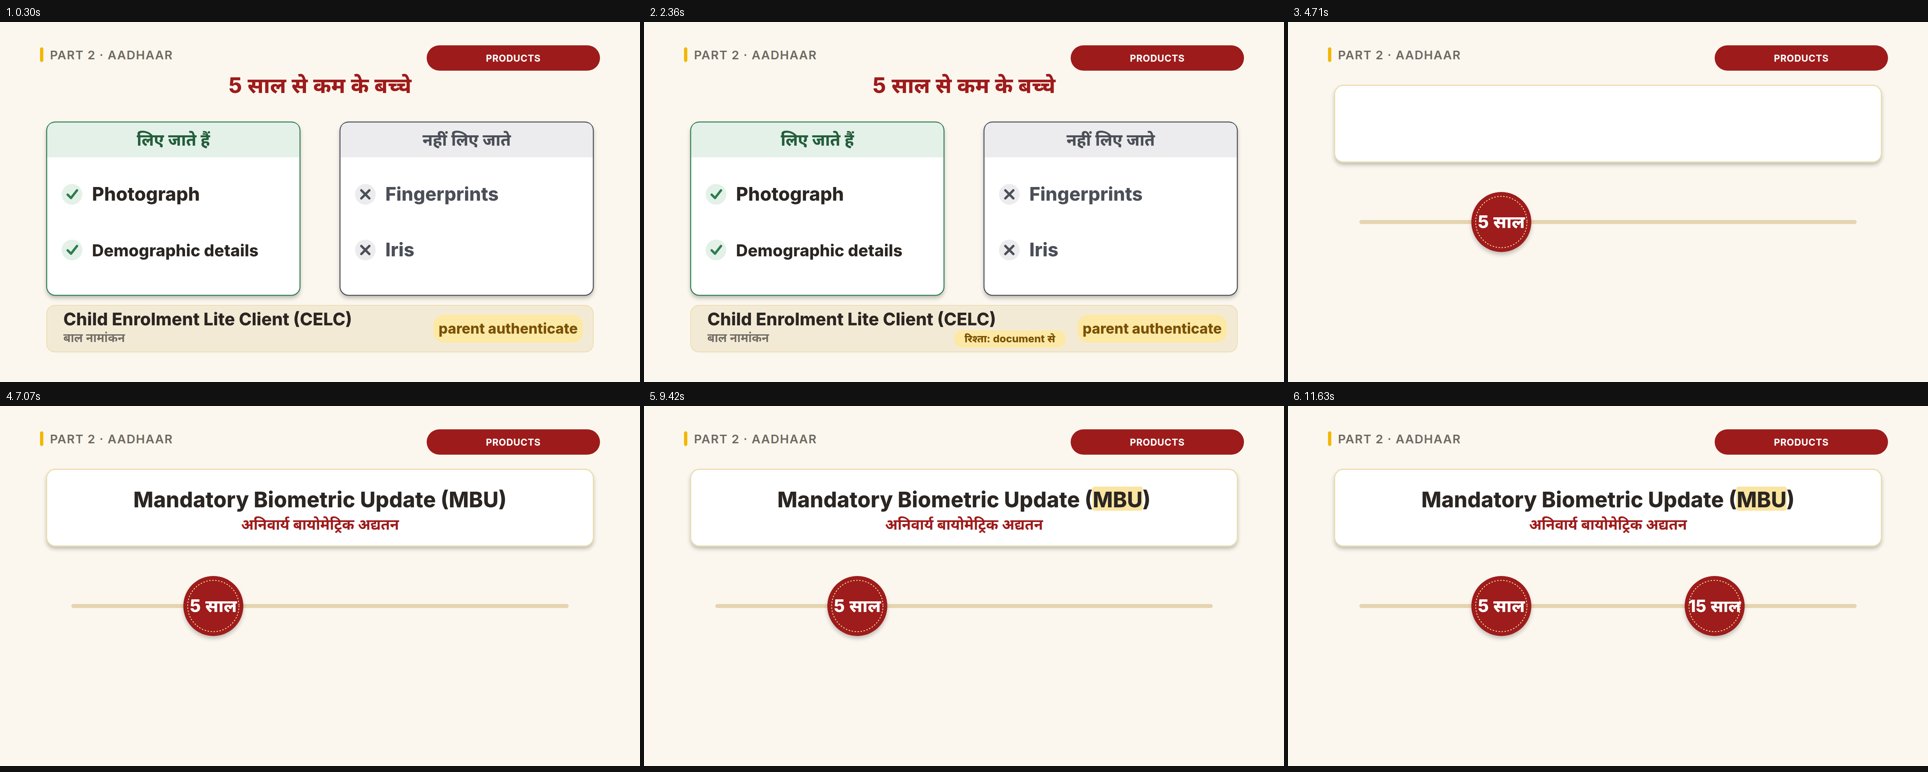 1. 0.30s
PART 2 · AADHAAR
PRODUCTS
5 साल से कम के बच्चे
लिए जाते हैं
Photograph
Demographic details
नहीं लिए जाते
Fingerprints
Iris
Child Enrolment Lite Client (CELC)
बाल नामांकन
parent authenticate
2. 2.36s
PART 2 · AADHAAR
PRODUCTS
5 साल से कम के बच्चे
लिए जाते हैं
Photograph
Demographic details
नहीं लिए जाते
Fingerprints
Iris
Child Enrolment Lite Client (CELC)
बाल नामांकन
रिश्ता: document से
parent authenticate
3. 4.71s
PART 2 · AADHAAR
PRODUCTS
5 साल
4. 7.07s
PART 2 · AADHAAR
PRODUCTS
Mandatory Biometric Update (MBU)
अनिवार्य बायोमेट्रिक अद्यतन
5 साल
5. 9.42s
PART 2 · AADHAAR
PRODUCTS
Mandatory Biometric Update (MBU)
अनिवार्य बायोमेट्रिक अद्यतन
5 साल
6. 11.63s
PART 2 · AADHAAR
PRODUCTS
Mandatory Biometric Update (MBU)
अनिवार्य बायोमेट्रिक अद्यतन
5 साल
15 साल